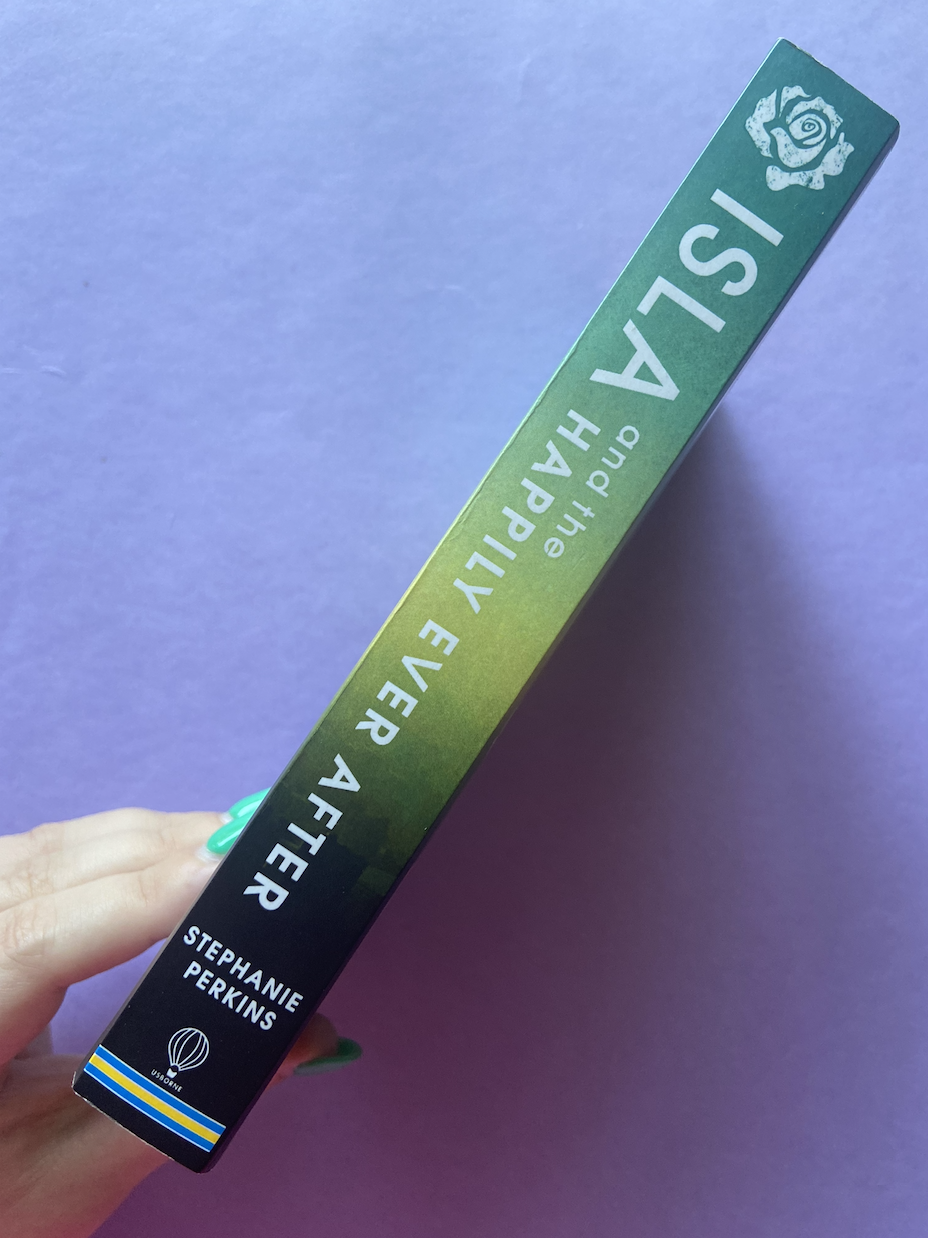 ISLA
and the
HAPPILY EVER AFTER
STEPHANIE
PERKINS
USBORNE